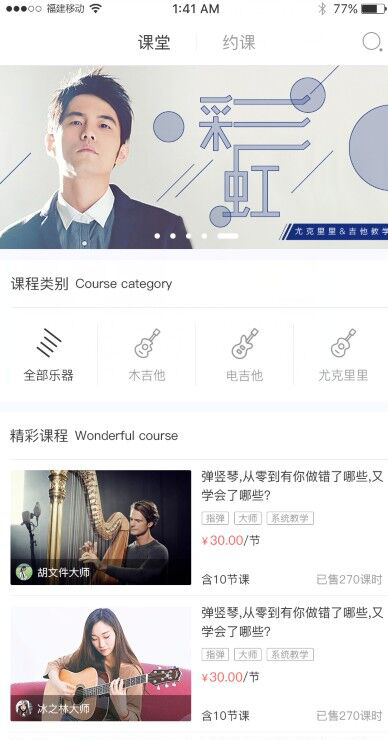 福建移动
1:41 AM
77%
课堂
约课
彩虹
尤克里里&吉他教学
课程类别 Course category
全部乐器
木吉他
电吉他
尤克里里
精彩课程 Wonderful course
弹竖琴,从零到有你做错了哪些,又
学会了哪些?
指弹 大师 系统教学
¥30.00/节
含10节课
已售270课时
胡文件大师
弹竖琴,从零到有你做错了哪些,又
学会了哪些?
指弹 大师 系统教学
¥30.00/节
含10节课
已售270课时
冰之林大师